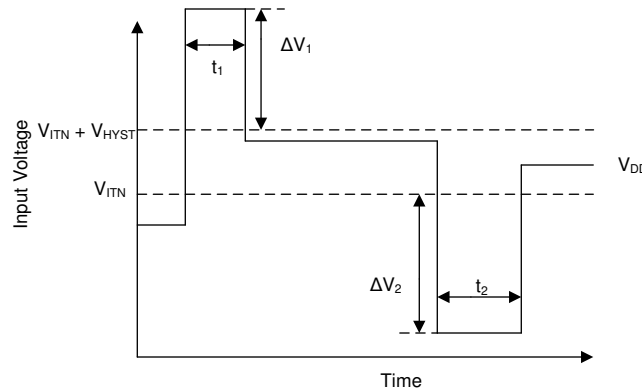 ΔV1
t1
VITN + VHYST
VITN
VDD
Input Voltage
ΔV2
t2
Time